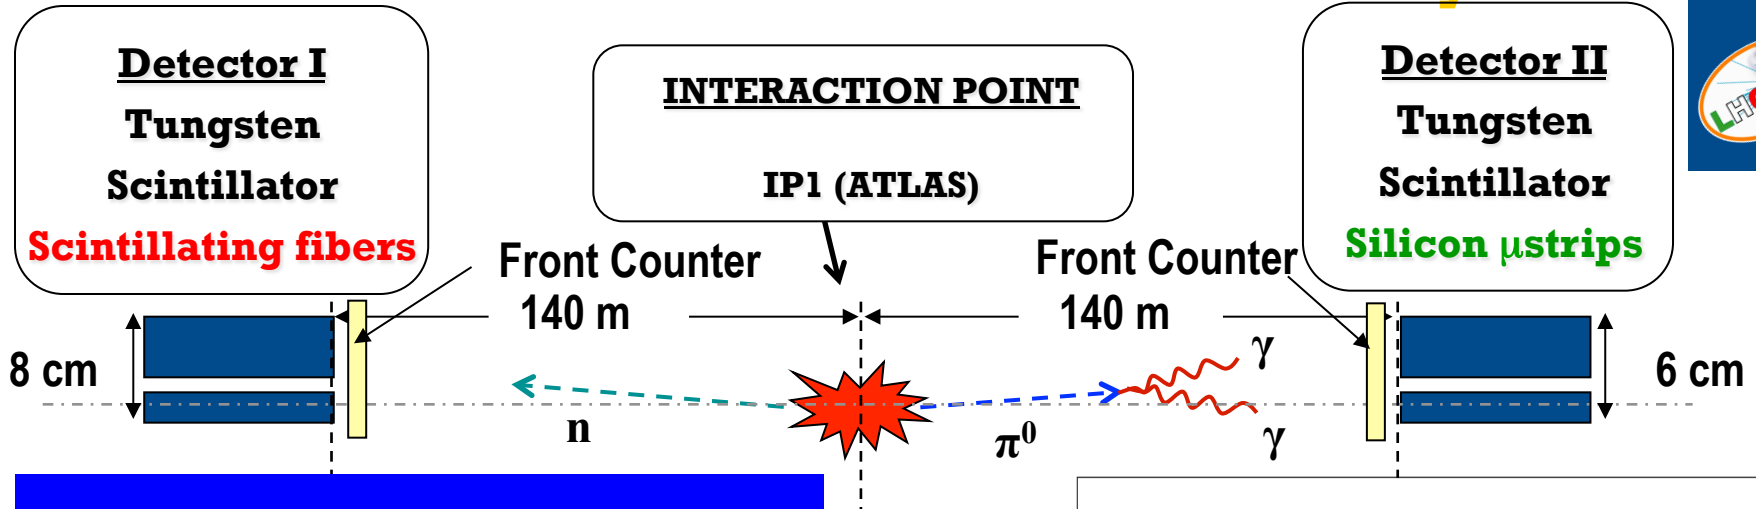 Detector I
Tungsten
Scintillator
Scintillating fibers
INTERACTION POINT
IP1 (ATLAS)
Detector II
Tungsten
Scintillator
Silicon μstrips
Front Counter
140 m
Front Counter
140 m
8 cm
6 cm
n
π⁰
γ
γ